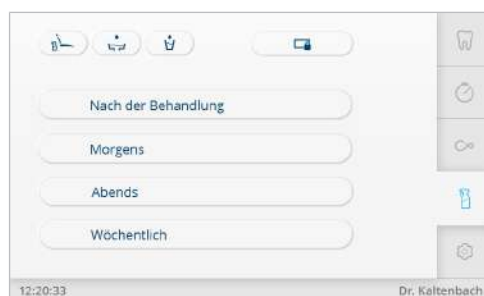 Nach der Behandlung
Morgens
Abends
Wöchentlich
12:20:33 Dr. Kaltenbach